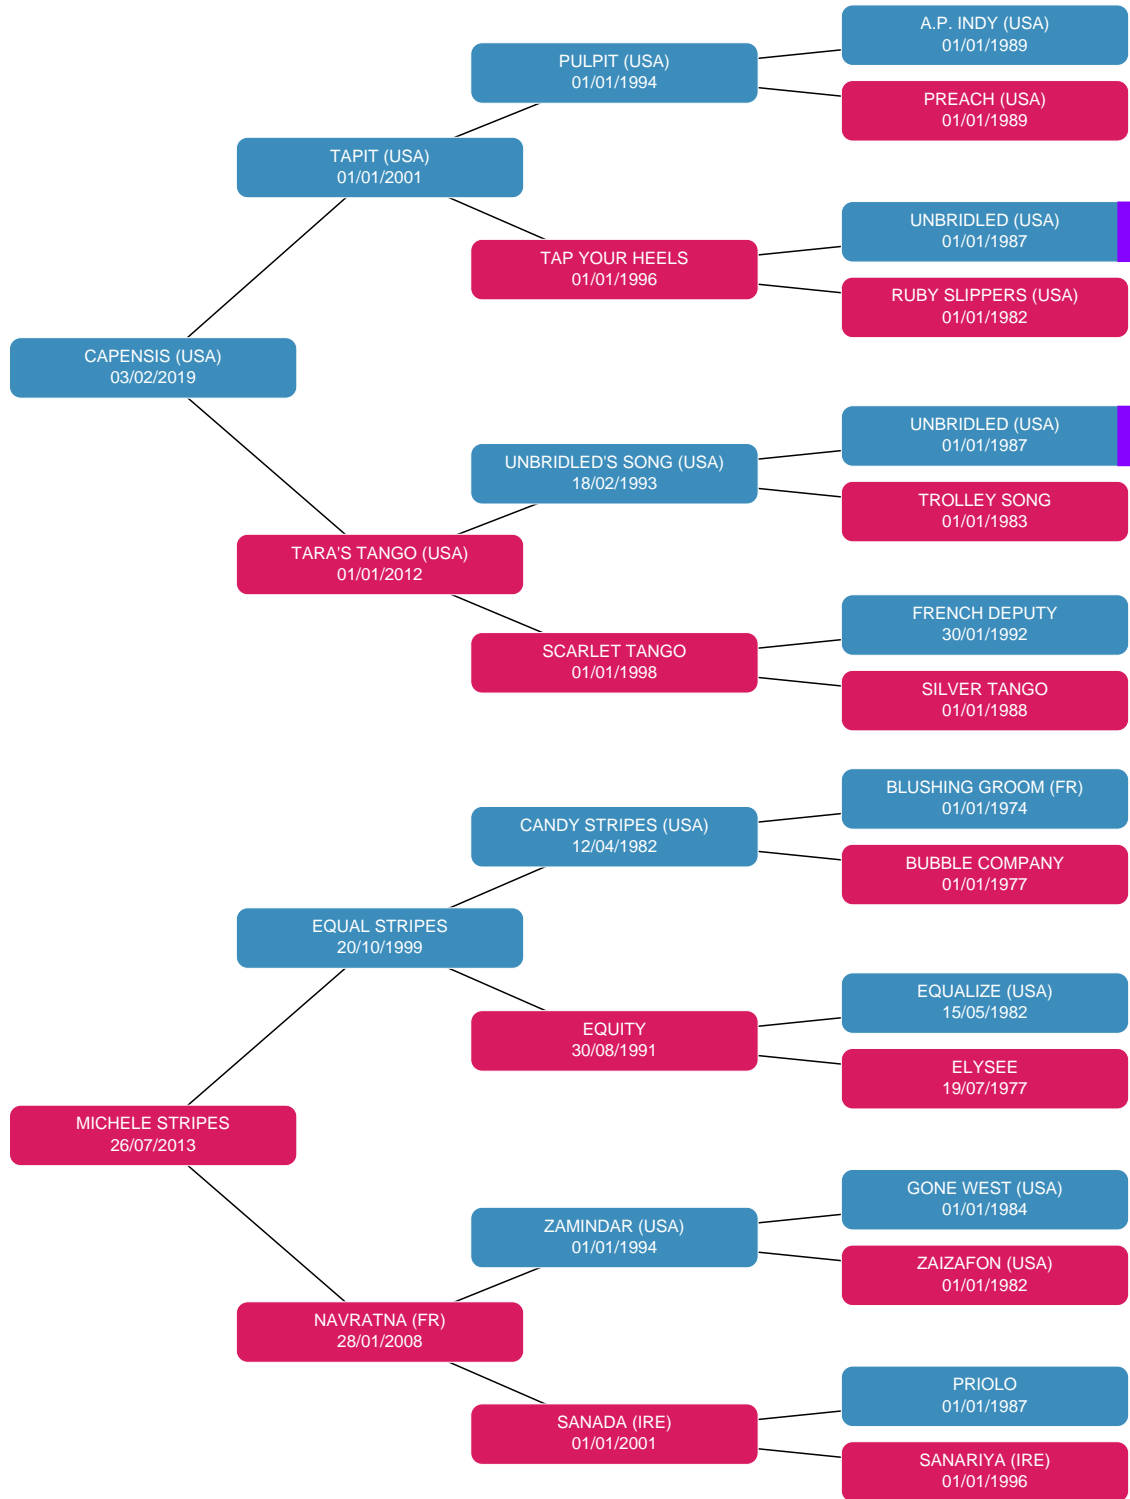 A.P. INDY (USA)
01/01/1989
PULPIT (USA)
01/01/1994
PREACH (USA)
01/01/1989
TAPIT (USA)
01/01/2001
UNBRIDLED (USA)
01/01/1987
TAP YOUR HEELS
01/01/1996
RUBY SLIPPERS (USA)
01/01/1982
CAPENSIS (USA)
03/02/2019
UNBRIDLED (USA)
01/01/1987
UNBRIDLED'S SONG (USA)
18/02/1993
TROLLEY SONG
01/01/1983
TARA'S TANGO (USA)
01/01/2012
FRENCH DEPUTY
30/01/1992
SCARLET TANGO
01/01/1998
SILVER TANGO
01/01/1988
BLUSHING GROOM (FR)
01/01/1974
CANDY STRIPES (USA)
12/04/1982
BUBBLE COMPANY
01/01/1977
EQUAL STRIPES
20/10/1999
EQUALIZE (USA)
15/05/1982
EQUITY
30/08/1991
ELYSEE
19/07/1977
MICHELE STRIPES
26/07/2013
GONE WEST (USA)
01/01/1984
ZAMINDAR (USA)
01/01/1994
ZAIZAFON (USA)
01/01/1982
NAVRATNA (FR)
28/01/2008
PRIOLO
01/01/1987
SANADA (IRE)
01/01/2001
SANARIYA (IRE)
01/01/1996